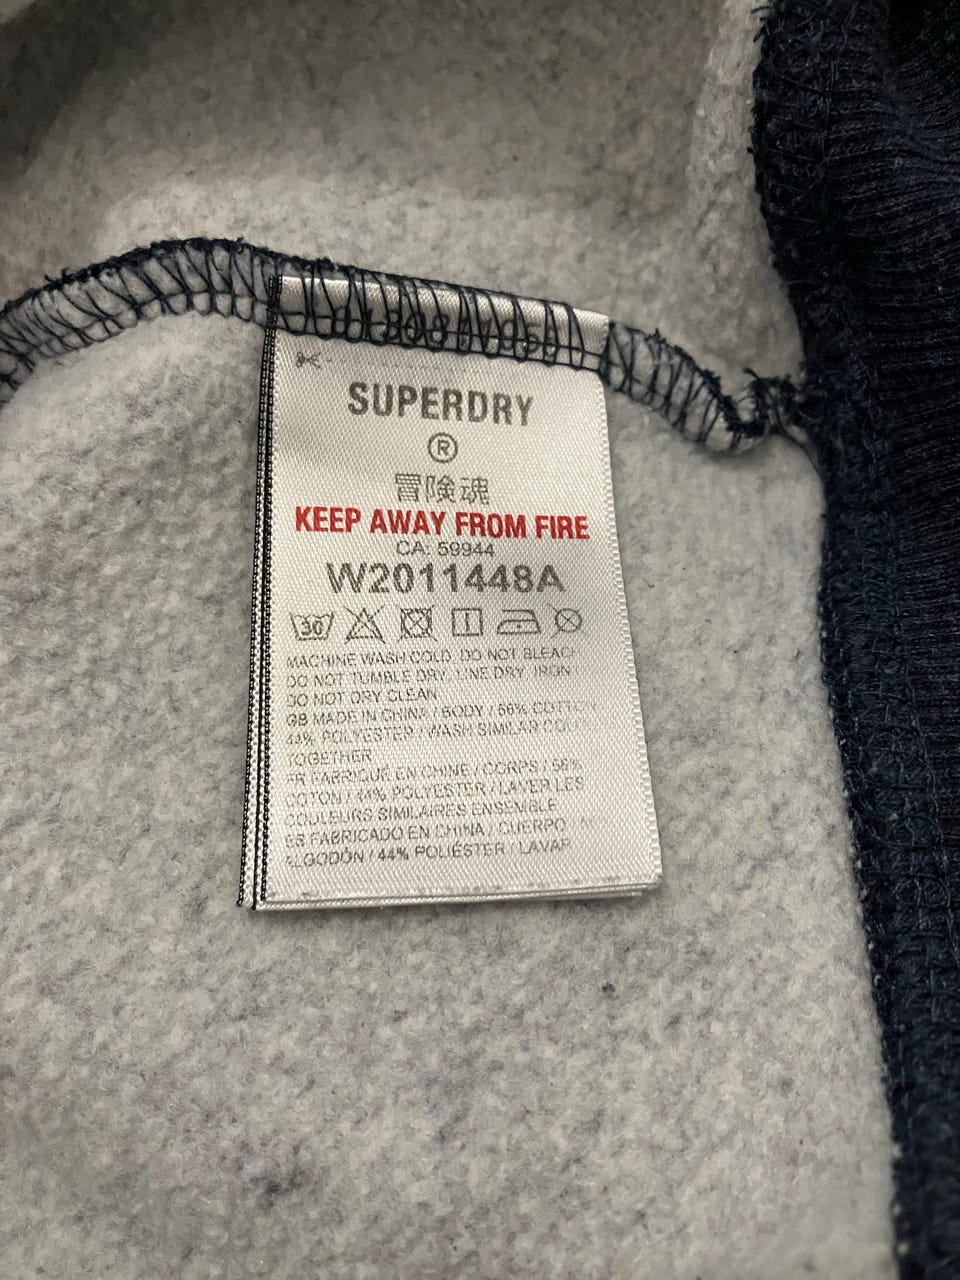 SUPERDRY
®
冒険魂
KEEP AWAY FROM FIRE
CA: 59944
W2011448A
30
MACHINE WASH COLD, DO NOT BLEACH
DO NOT TUMBLE DRY, LINE DRY, IRON
DO NOT DRY CLEAN
GB MADE IN CHINA / BODY / 56% COTTON
44% POLYESTER / WASH SIMILAR
TOGETHER
FR FABRIQUE EN CHINE / CORPS / 56%
COTON / 44% POLYESTER / LAVER LES
COULEURS SIMILAIRES ENSEMBLE
ES FABRICADO EN CHINA / CUERPO
ALGODÓN / 44% POLIÉSTER / LAVAR